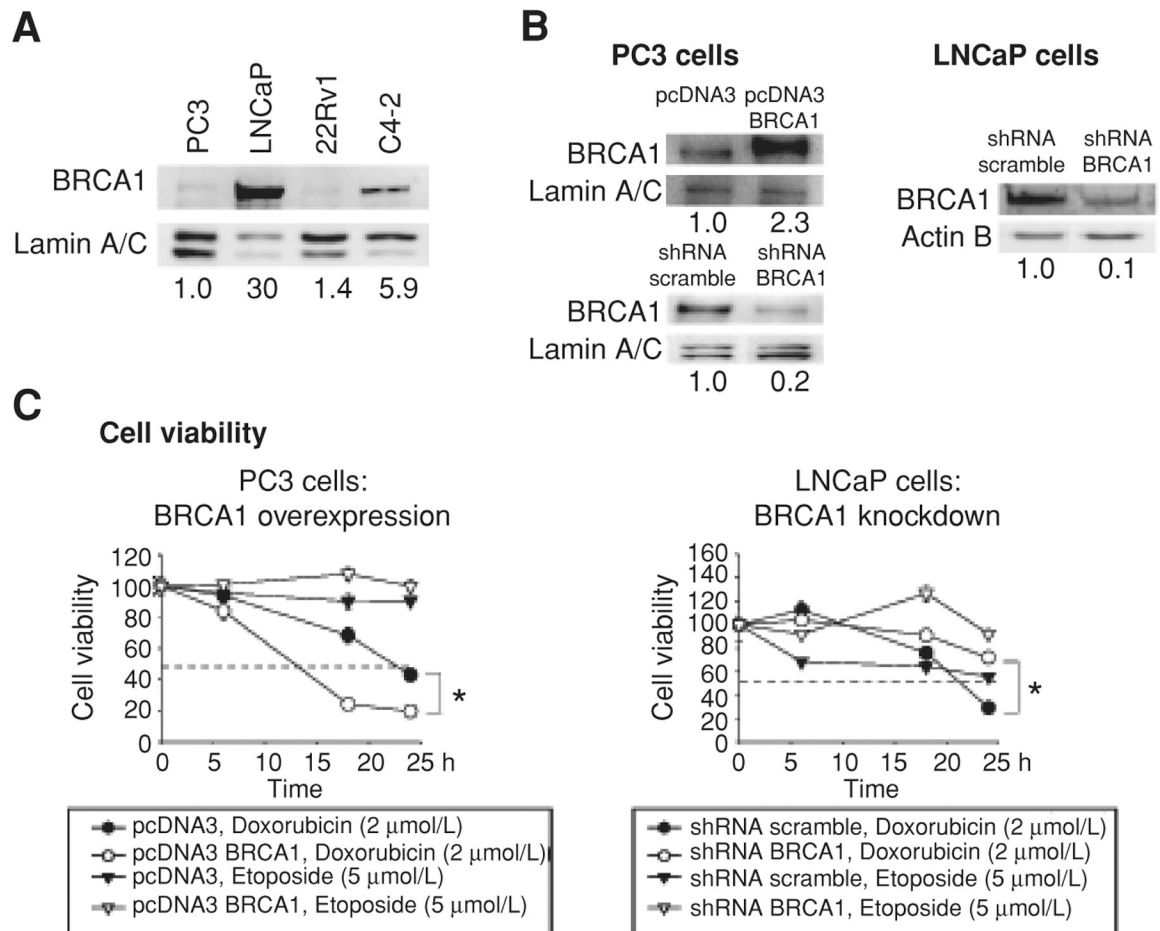 A
PC3
LNCaP
22Rv1
C4-2
BRCA1
Lamin A/C
1.0 30 1.4 5.9
B
PC3 cells
pcDNA3 pcDNA3
BRCA1
BRCA1
Lamin A/C
1.0 2.3
shRNA shRNA
scramble BRCA1
BRCA1
Lamin A/C
1.0 0.2
LNCaP cells
shRNA shRNA
scramble BRCA1
BRCA1
Actin B
1.0 0.1
C
Cell viability
PC3 cells:
BRCA1 overexpression
Cell viability
120
100
80
60
40
20
0
*
0 5 10 15 20 25 h
Time
pcDNA3, Doxorubicin (2 μmol/L)
pcDNA3 BRCA1, Doxorubicin (2 μmol/L)
pcDNA3, Etoposide (5 μmol/L)
pcDNA3 BRCA1, Etoposide (5 μmol/L)
LNCaP cells:
BRCA1 knockdown
Cell viability
160
140
120
100
80
60
40
20
0
*
0 5 10 15 20 25 h
Time
shRNA scramble, Doxorubicin (2 μmol/L)
shRNA BRCA1, Doxorubicin (2 μmol/L)
shRNA scramble, Etoposide (5 μmol/L)
shRNA BRCA1, Etoposide (5 μmol/L)